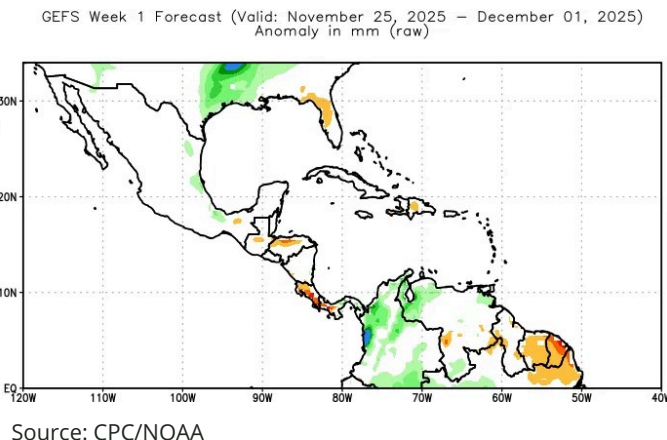 GEFS Week 1 Forecast (Valid: November 25, 2025 – December 01, 2025)
Anomaly in mm (raw)
30N
20N
10N
EQ
120W 110W 100W 90W 80W 70W 60W 50W 40W
Source: CPC/NOAA